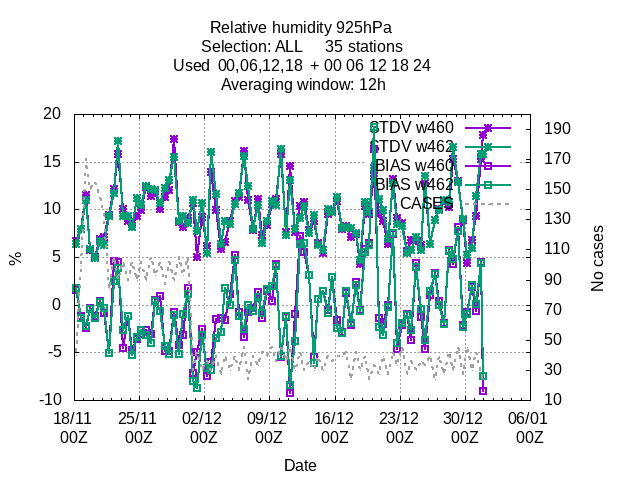 Relative humidity 925hPa
Selection: ALL 35 stations
Used 00,06,12,18 + 00 06 12 18 24
Averaging window: 12h
20
15
10
5
0
-5
-10
%
STDV w460
STDV w462
BIAS w460
BIAS w462
CASES
190
170
150
130
110
90
70
50
30
10
No cases
18/11 25/11 02/12 09/12 16/12 23/12 30/12 06/01
00Z 00Z 00Z 00Z 00Z 00Z 00Z 00Z
Date